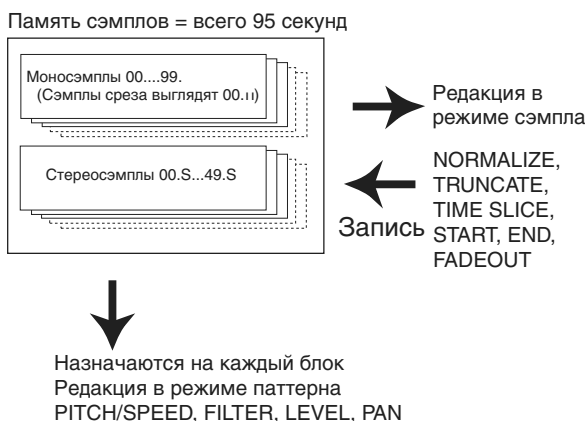 Память сэмплов = всего 95 секунд
Моносэмплы 00....99.
(Сэмплы среза выглядят 00.ıı)
Стереосэмплы 00.S...49.S
Редакция в
режиме сэмпла
NORMALIZE,
TRUNCATE,
TIME SLICE,
START, END,
FADEOUT
Запись
Назначаются на каждый блок
Редакция в режиме паттерна
PITCH/SPEED, FILTER, LEVEL, PAN